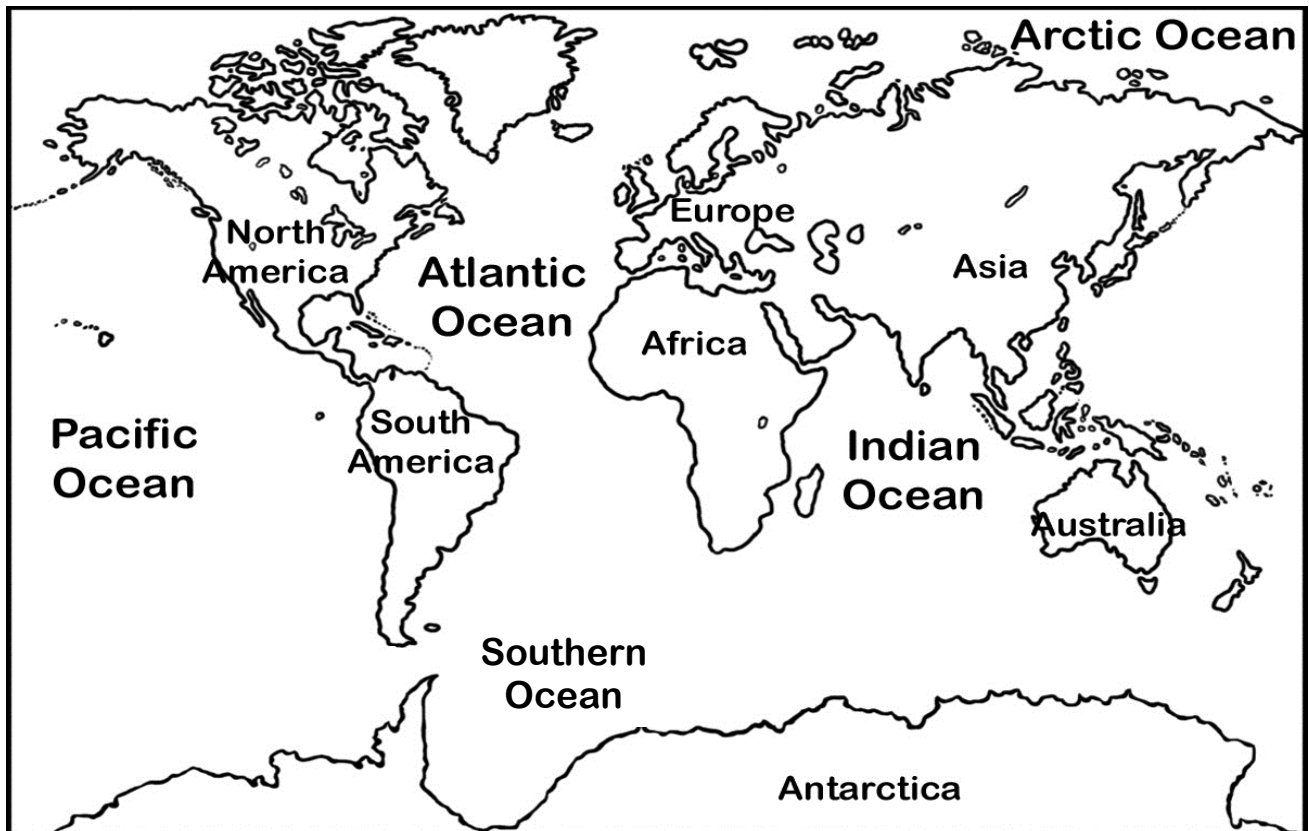 Arctic Ocean
Europe
North
America
Atlantic
Ocean
Asia
Africa
Pacific
Ocean
South
America
Indian
Ocean
Australia
Southern
Ocean
Antarctica